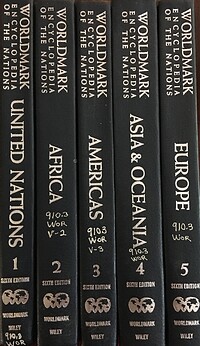 WORLDMARK
ENCYCLOPEDIA
OF THE NATIONS
UNITED NATIONS
1
SIXTH EDITION
WORLDMARK
WILEY
910.3
WOR
WORLDMARK
ENCYCLOPEDIA
OF THE NATIONS
AFRICA
910.3
WOR
V-2
2
SIXTH EDITION
WORLDMARK
WILEY
WORLDMARK
ENCYCLOPEDIA
OF THE NATIONS
AMERICAS
910.3
WOR
V-3
3
SIXTH EDITION
WORLDMARK
WILEY
WORLDMARK
ENCYCLOPEDIA
OF THE NATIONS
ASIA & OCEANIA
910.3
WOR
4
SIXTH EDITION
WORLDMARK
WILEY
WORLDMARK
ENCYCLOPEDIA
OF THE NATIONS
EUROPE
910.3
WOR
5
SIXTH EDITION
WORLDMARK
WILEY